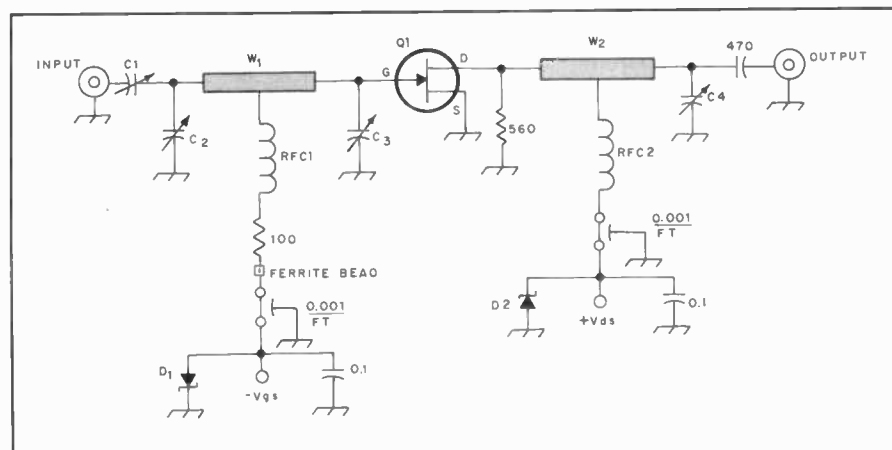 INPUT
C1
W1
Q1
G
D
S
W2
470
OUTPUT
C2
C3
560
C4
RFC1
RFC2
100
FERRITE BEAD
0.001
FT
0.001
FT
D1
-Vgs
0.1
D2
+Vds
0.1